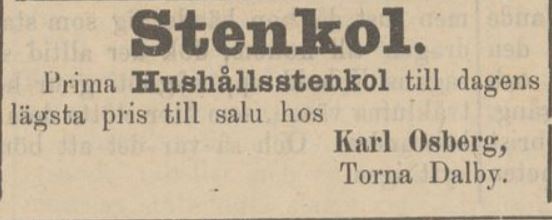 Stenkol.
Prima Hushållsstenkol till dagens
lägsta pris till salu hos
Karl Osberg,
Torna Dalby.